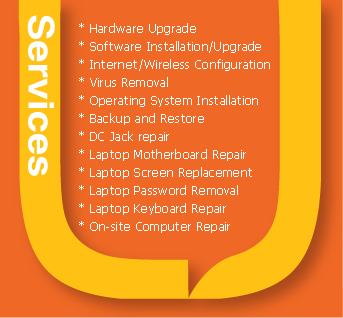 Services
* Hardware Upgrade
* Software Installation/Upgrade
* Internet/Wireless Configuration
* Virus Removal
* Operating System Installation
* Backup and Restore
* DC Jack repair
* Laptop Motherboard Repair
* Laptop Screen Replacement
* Laptop Password Removal
* Laptop Keyboard Repair
* On-site Computer Repair